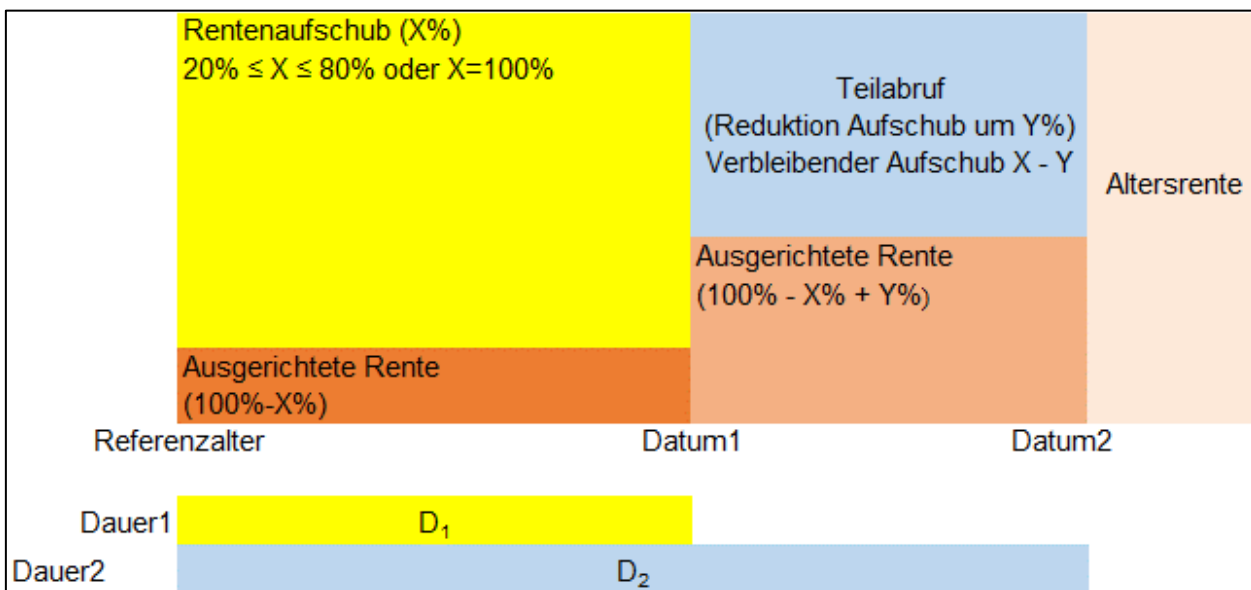 Rentenaufschub (X%)
20% ≤ X ≤ 80% oder X=100%
Teilabruf
(Reduktion Aufschub um Y%)
Verbleibender Aufschub X - Y
Altersrente
Ausgerichtete Rente
(100% - X% + Y%)
Ausgerichtete Rente
(100%-X%)
Referenzalter
Datum1
Datum2
Dauer1
D₁
Dauer2
D₂